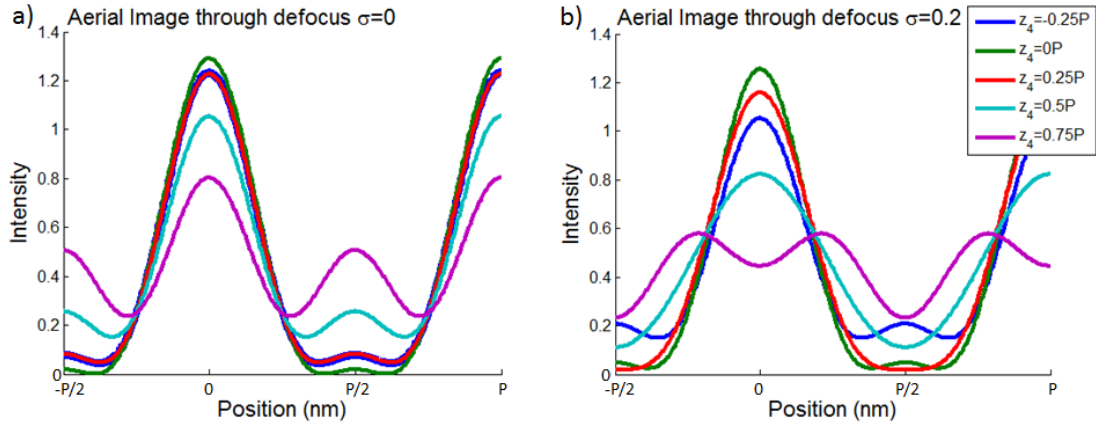 a) Aerial Image through defocus σ=0
1.4
1.2
1
0.8
0.6
0.4
0.2
0
Intensity
-P/2 0 P/2 P
Position (nm)
b) Aerial Image through defocus σ=0.2
1.4
1.2
1
0.8
0.6
0.4
0.2
0
Intensity
-P/2 0 P/2 P
Position (nm)
z4=-0.25P
z4=0P
z4=0.25P
z4=0.5P
z4=0.75P